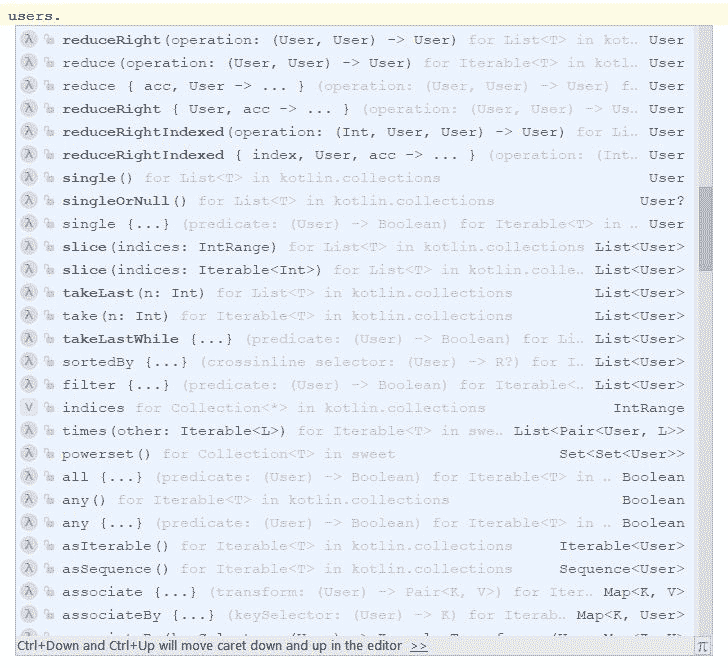 users.
reduceRight(operation: (User, User) -> User) for List<T> in kot.. User
reduce(operation: (User, User) -> User) for Iterable<T> in kotl.. User
reduce { acc, User -> ... } (operation: (User, User) -> User) f.. User
reduceRight { User, acc -> ... } (operation: (User, User) -> Us.. User
reduceRightIndexed(operation: (Int, User, User) -> User) for Li.. User
reduceRightIndexed { index, User, acc -> ... } (operation: (Int.. User
single() for List<T> in kotlin.collections User
singleOrNull() for List<T> in kotlin.collections User?
single {...} (predicate: (User) -> Boolean) for Iterable<T> in .. User
slice(indices: IntRange) for List<T> in kotlin.collections List<User>
slice(indices: Iterable<Int>) for List<T> in kotlin.colle.. List<User>
takeLast(n: Int) for List<T> in kotlin.collections List<User>
take(n: Int) for Iterable<T> in kotlin.collections List<User>
takeLastWhile {...} (predicate: (User) -> Boolean) for Li.. List<User>
sortedBy {...} (crossinline selector: (User) -> R?) for I.. List<User>
filter {...} (predicate: (User) -> Boolean) for Iterable<.. List<User>
indices for Collection<*> in kotlin.collections IntRange
times(other: Iterable<L>) for Iterable<T> in swe.. List<Pair<User, L>>
powerset() for Collection<T> in sweet Set<Set<User>>
all {...} (predicate: (User) -> Boolean) for Iterable<T> in .. Boolean
any() for Iterable<T> in kotlin.collections Boolean
any {...} (predicate: (User) -> Boolean) for Iterable<T> in .. Boolean
asIterable() for Iterable<T> in kotlin.collections Iterable<User>
asSequence() for Iterable<T> in kotlin.collections Sequence<User>
associate {...} (transform: (User) -> Pair<K, V>) for Iter.. Map<K, V>
associateBy {...} (keySelector: (User) -> K) for Iterab.. Map<K, User>
Ctrl+Down and Ctrl+Up will move caret down and up in the editor >> π